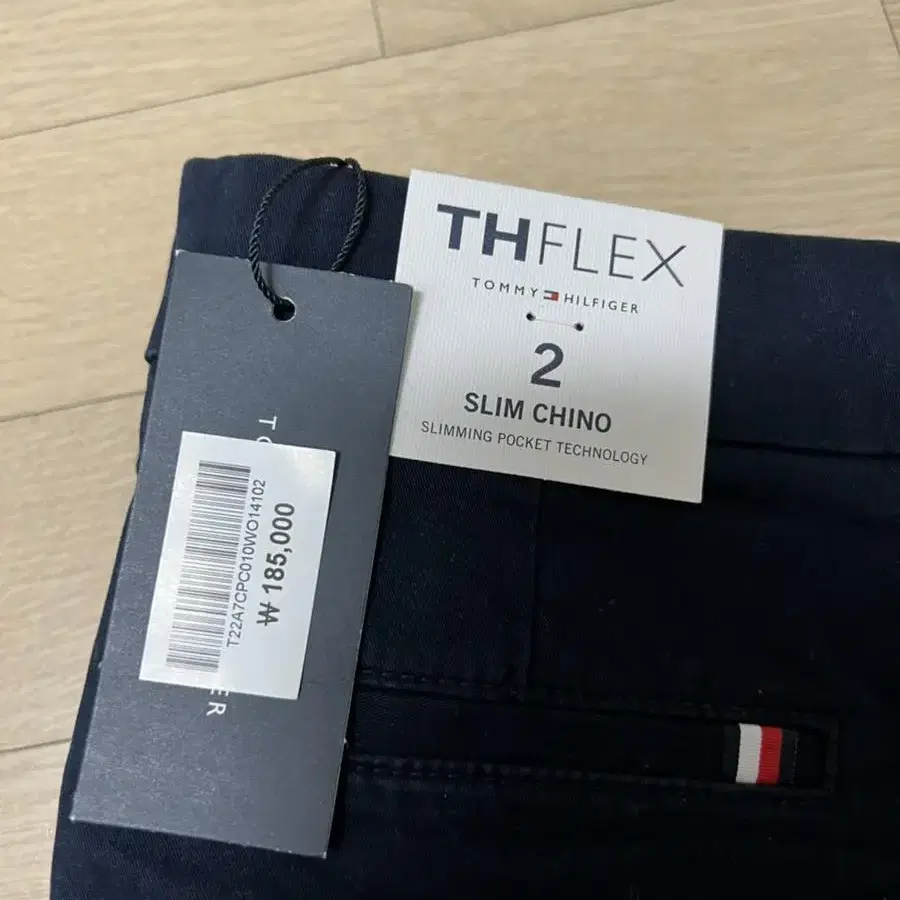 THFLEX
TOMMY HILFIGER
2
SLIM CHINO
SLIMMING POCKET TECHNOLOGY
T22A7CPC010WO14102
₩ 185,000